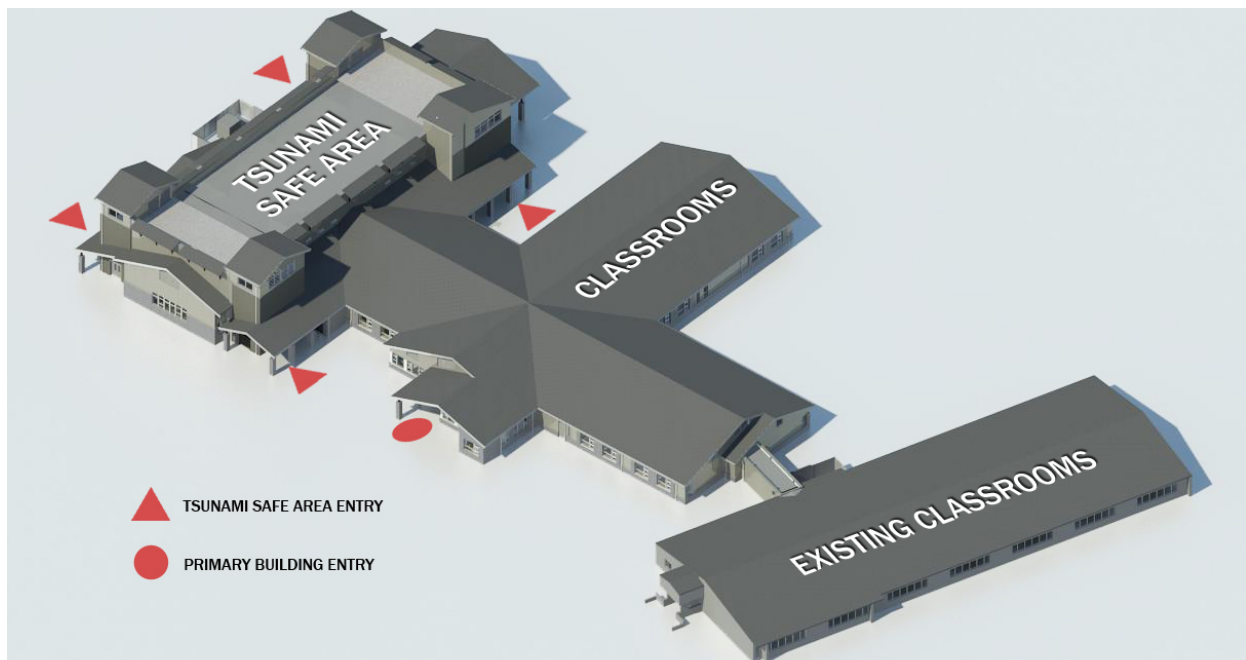 TSUNAMI
SAFE AREA
CLASSROOMS
EXISTING CLASSROOMS
TSUNAMI SAFE AREA ENTRY
PRIMARY BUILDING ENTRY